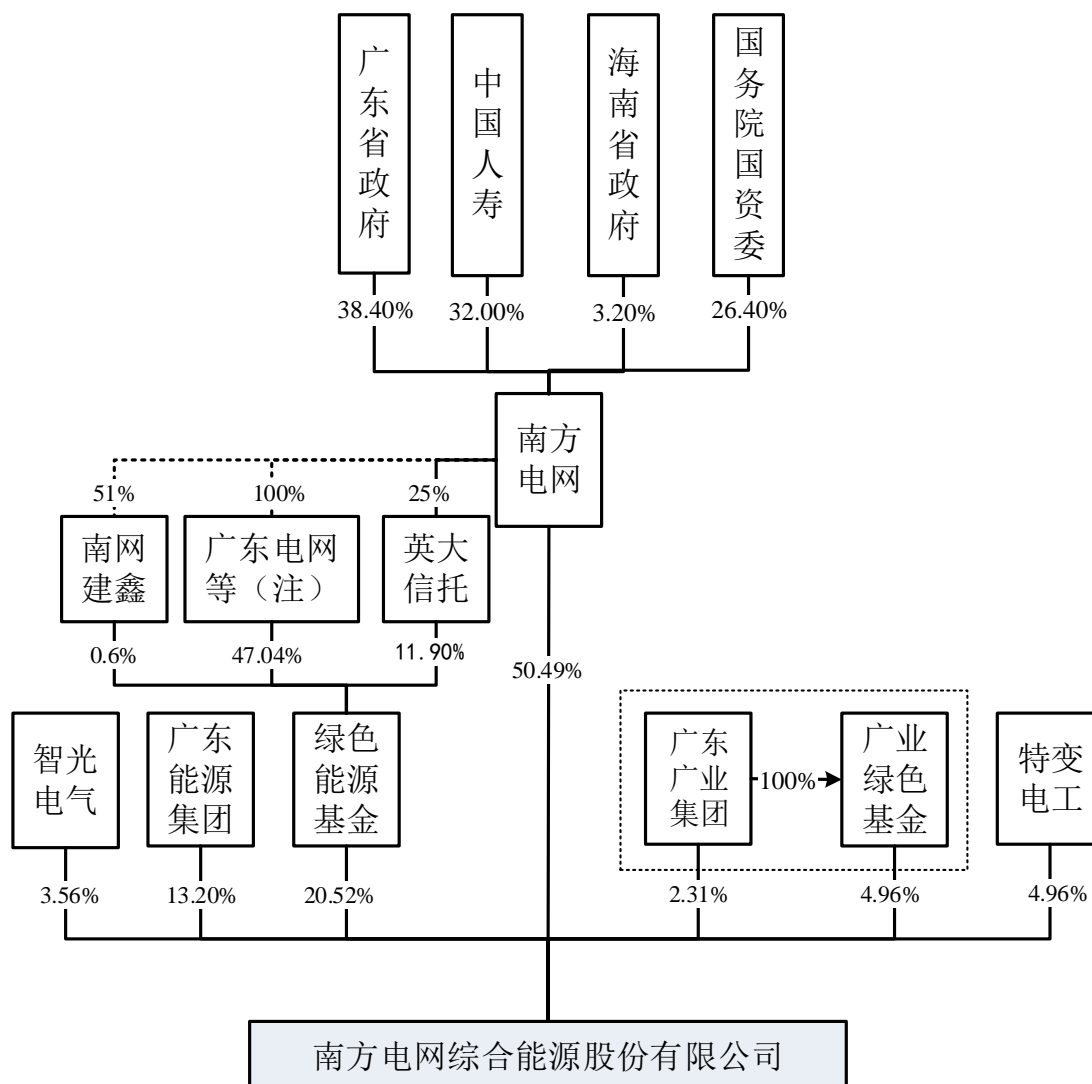 广东省政府
中国人寿
海南省政府
国务院国资委
38.40%
32.00%
3.20%
26.40%
南方
电网
51%
100%
25%
南网
建鑫
广东电网
等（注）
英大
信托
0.6%
47.04%
11.90%
50.49%
智光
电气
广东
能源
集团
绿色
能源
基金
广东
广业
集团
100%
广业
绿色
基金
特变
电工
3.56%
13.20%
20.52%
2.31%
4.96%
4.96%
南方电网综合能源股份有限公司